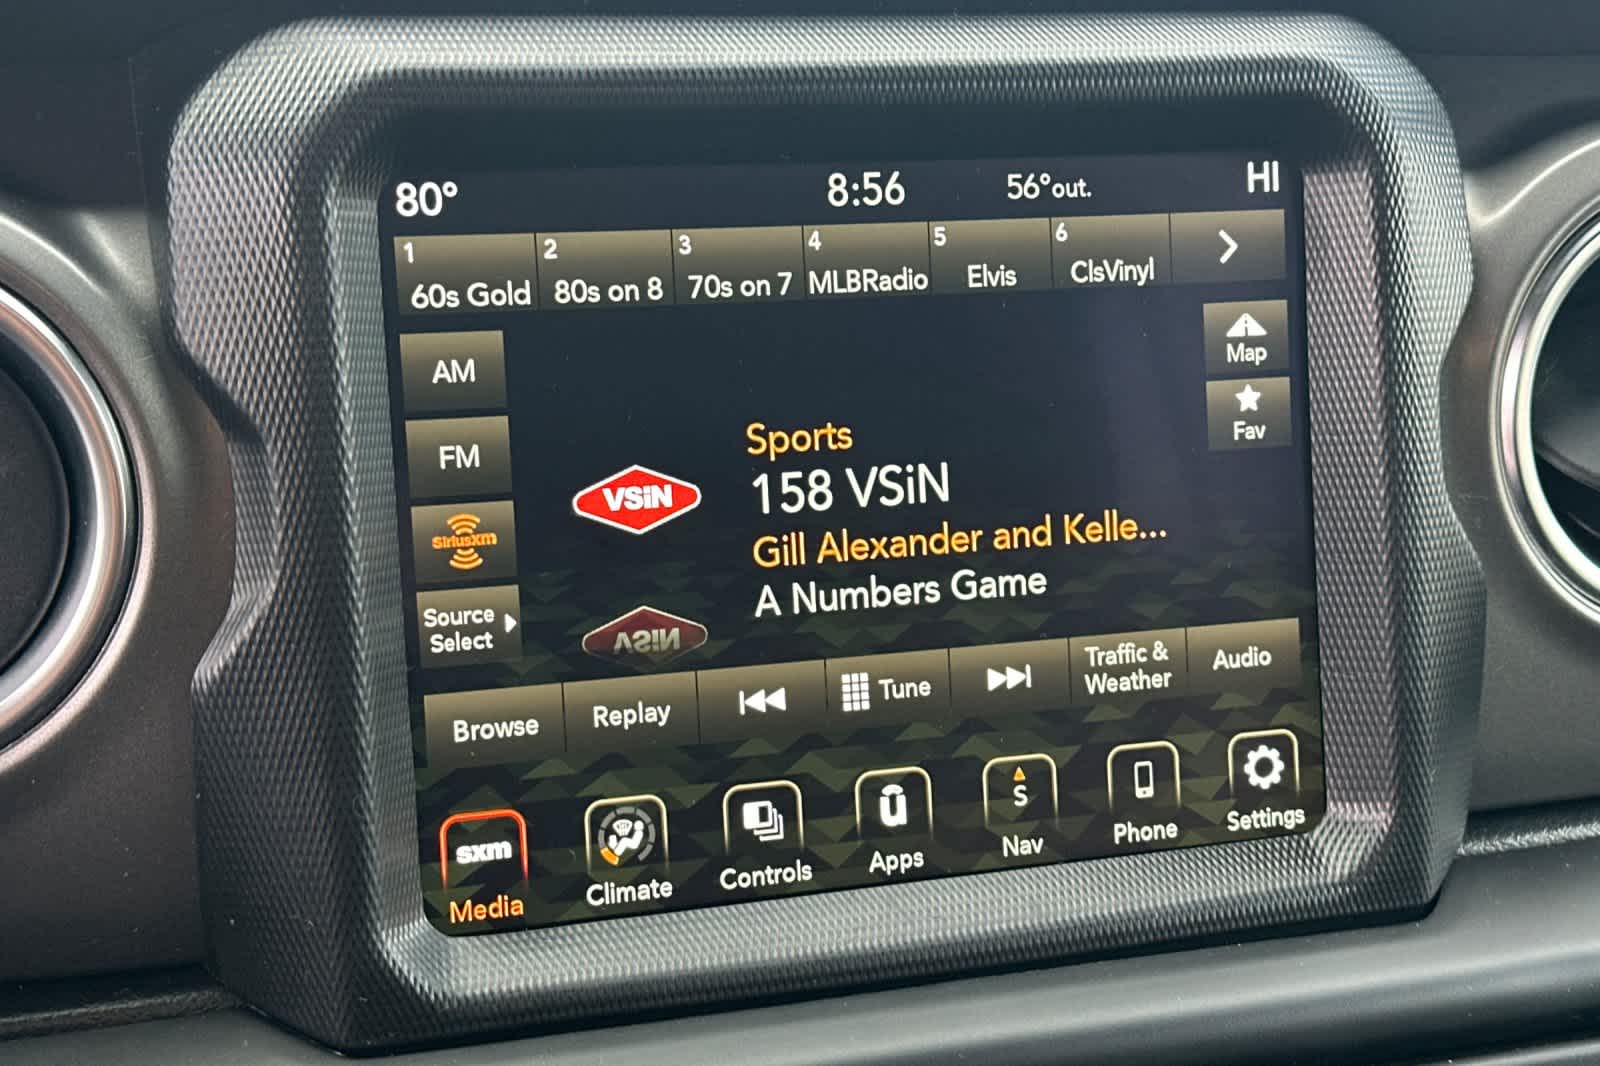 80° 8:56 56°out. HI
1 2 3 4 5 6
60s Gold 80s on 8 70s on 7 MLBRadio Elvis ClsVinyl
AM
FM
SiriusXm
Source
Select
Map
Fav
VSiN
Sports
158 VSiN
Gill Alexander and Kelle...
A Numbers Game
VSiN
Browse Replay Tune Traffic &
Weather Audio
sxm
Media
Climate
Controls
ū
Apps
S
Nav
Phone
Settings